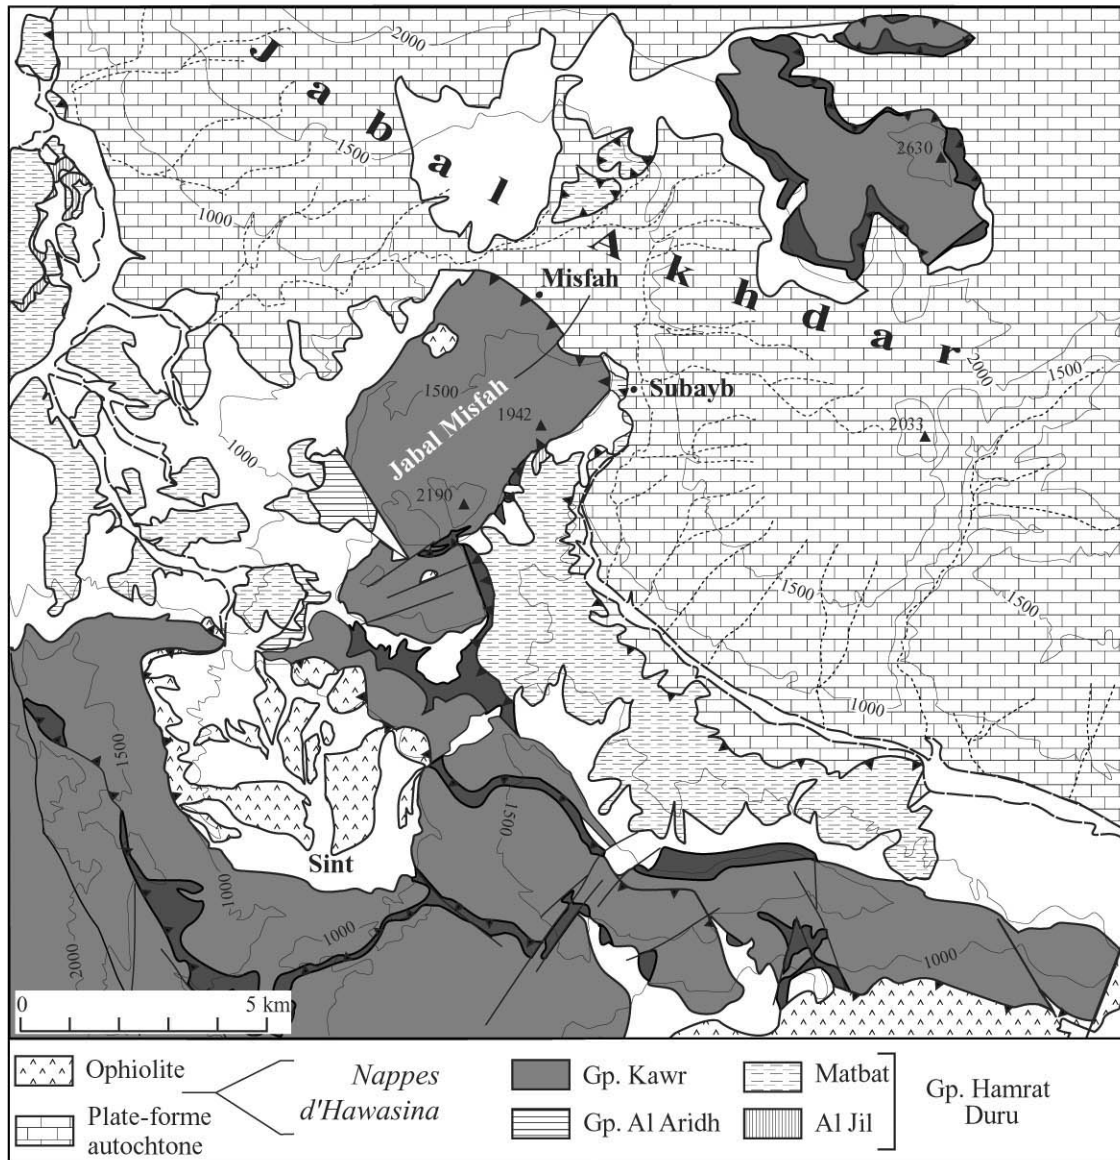 Jabal
Akhdar
2000
1500
2630
1000
Misfah
2000
1500
1500
Subayb
1942
2033
Jabal Misfah
1000
2190
1500
1500
1000
1500
1500
Sint
1000
1000
2000
1000
0 5 km
Ophiolite
Plate-forme
autochtone
Nappes
d'Hawasina
Gp. Kawr
Gp. Al Aridh
Matbat
Al Jil
Gp. Hamrat
Duru